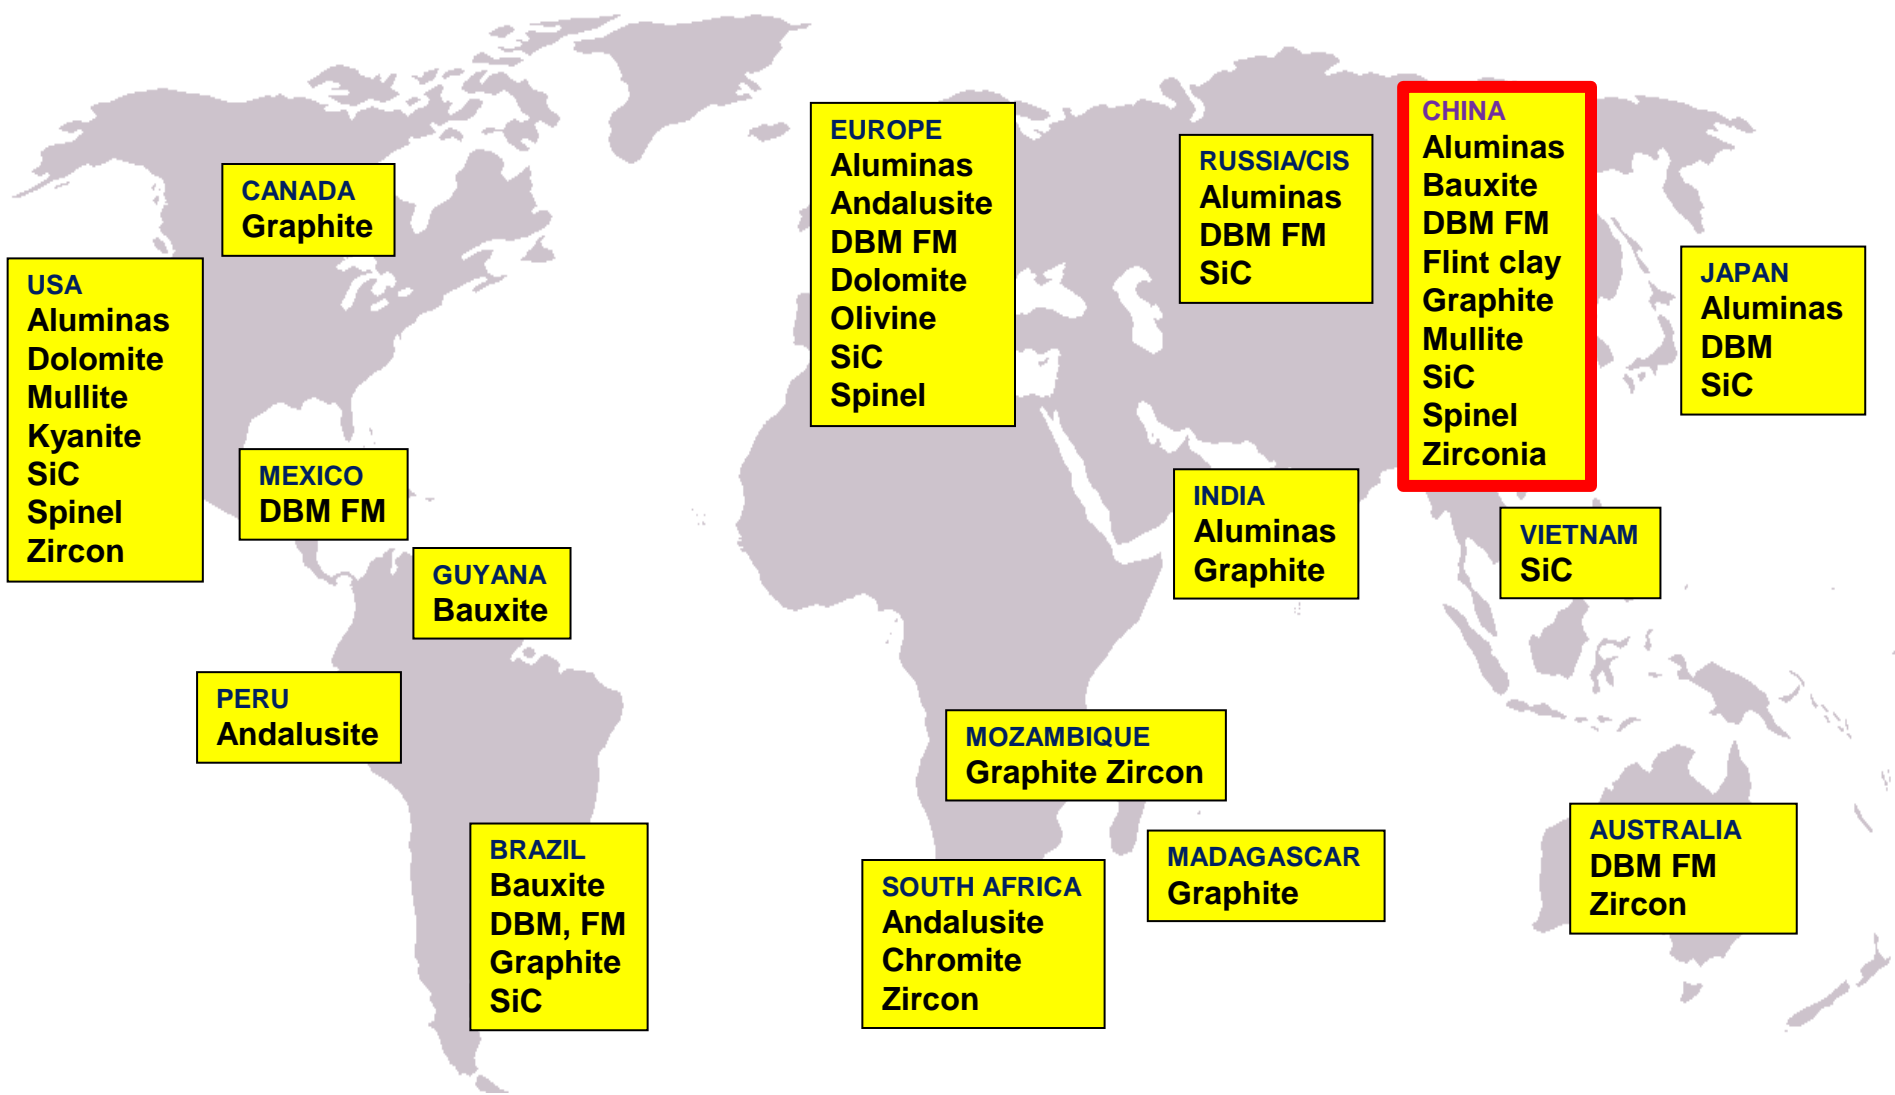 CANADA
Graphite
USA
Aluminas
Dolomite
Mullite
Kyanite
SiC
Spinel
Zircon
MEXICO
DBM FM
GUYANA
Bauxite
PERU
Andalusite
BRAZIL
Bauxite
DBM, FM
Graphite
SiC
EUROPE
Aluminas
Andalusite
DBM FM
Dolomite
Olivine
SiC
Spinel
RUSSIA/CIS
Aluminas
DBM FM
SiC
CHINA
Aluminas
Bauxite
DBM FM
Flint clay
Graphite
Mullite
SiC
Spinel
Zirconia
JAPAN
Aluminas
DBM
SiC
INDIA
Aluminas
Graphite
VIETNAM
SiC
MOZAMBIQUE
Graphite Zircon
MADAGASCAR
Graphite
SOUTH AFRICA
Andalusite
Chromite
Zircon
AUSTRALIA
DBM FM
Zircon